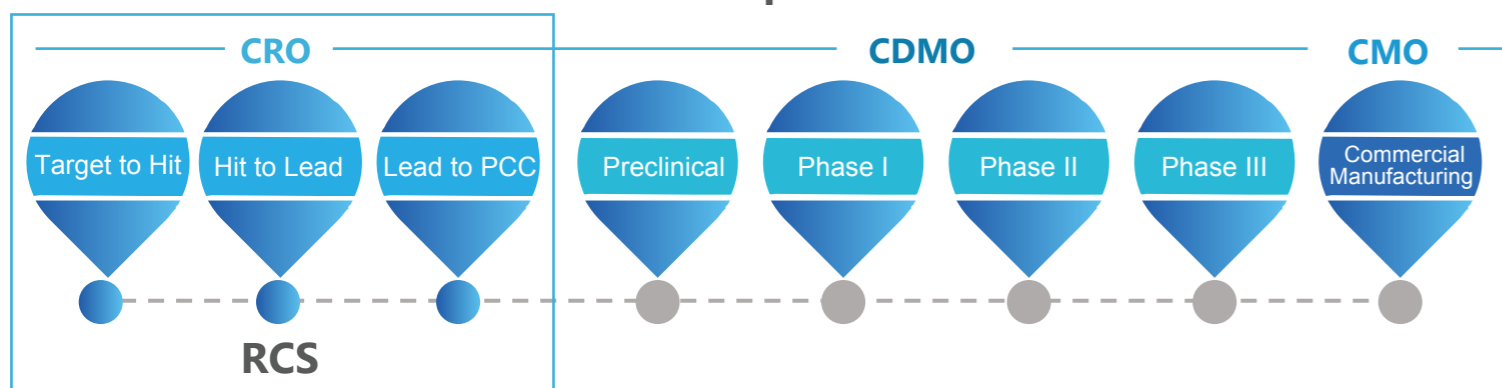 CRO
CDMO
CMO
Target to Hit
Hit to Lead
Lead to PCC
Preclinical
Phase I
Phase II
Phase III
Commercial
Manufacturing
RCS